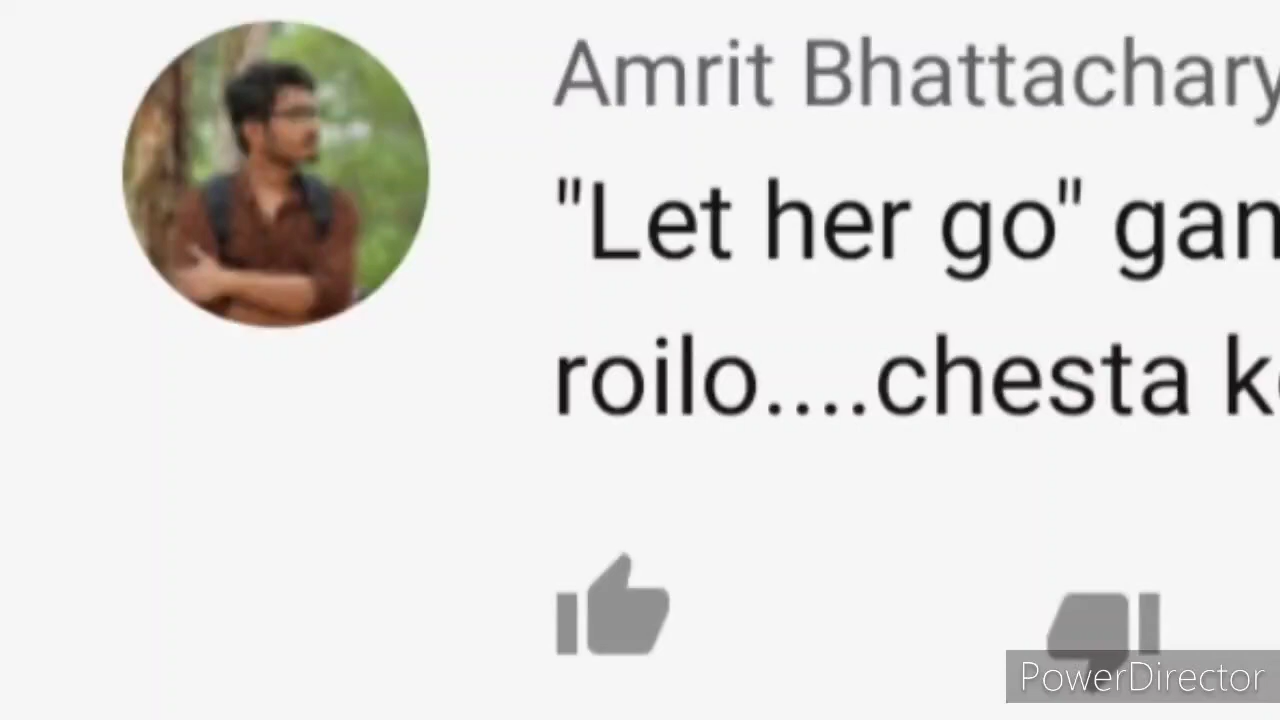 Amrit Bhattachary
"Let her go" gan
roilo....chesta k
PowerDirector